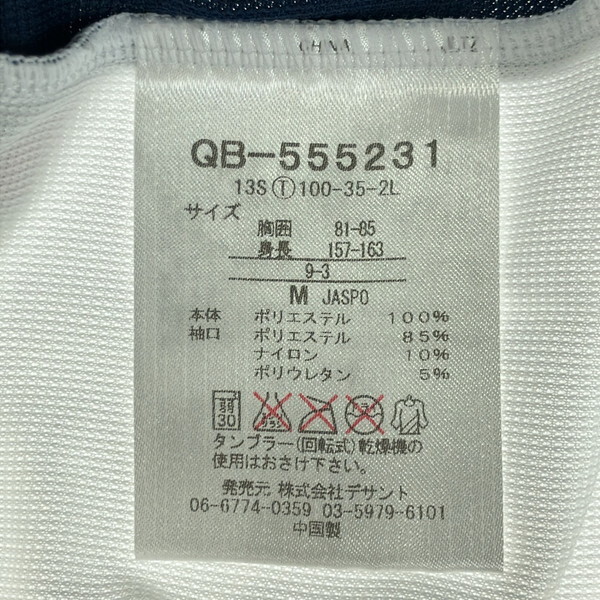 CHINA
QB-555231
13S Ⓣ 100-35-2L
サイズ
胸囲 81-85
身長 157-163
9-3
M JASPO
本体 ポリエステル 100%
袖口 ポリエステル 85%
ナイロン 10%
ポリウレタン 5%
弱
30
タンブラー(回転式)乾燥機の
使用はおさけ下さい。
発売元 株式会社デサント
06-6774-0359 03-5979-6101
中国製